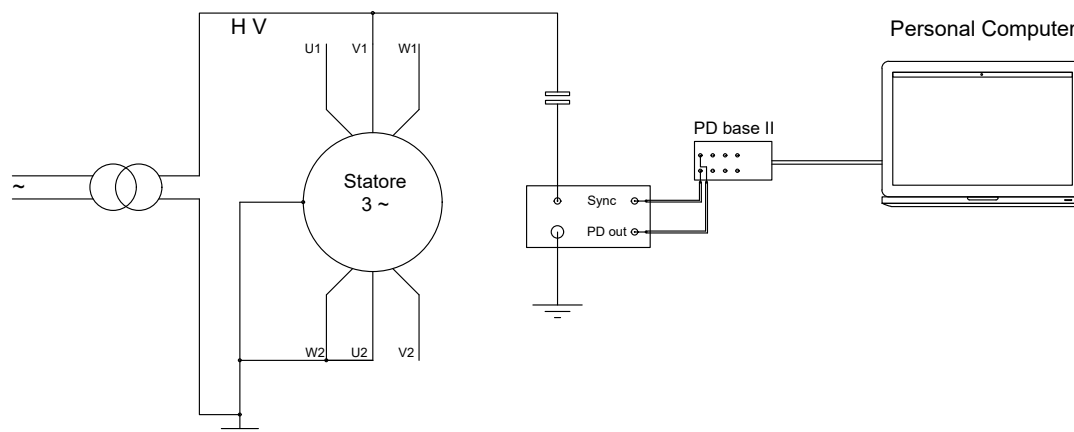 H V
Personal Computer
U1 V1 W1
PD base II
~
Statore
3 ~
Sync
PD out
W2 U2 V2